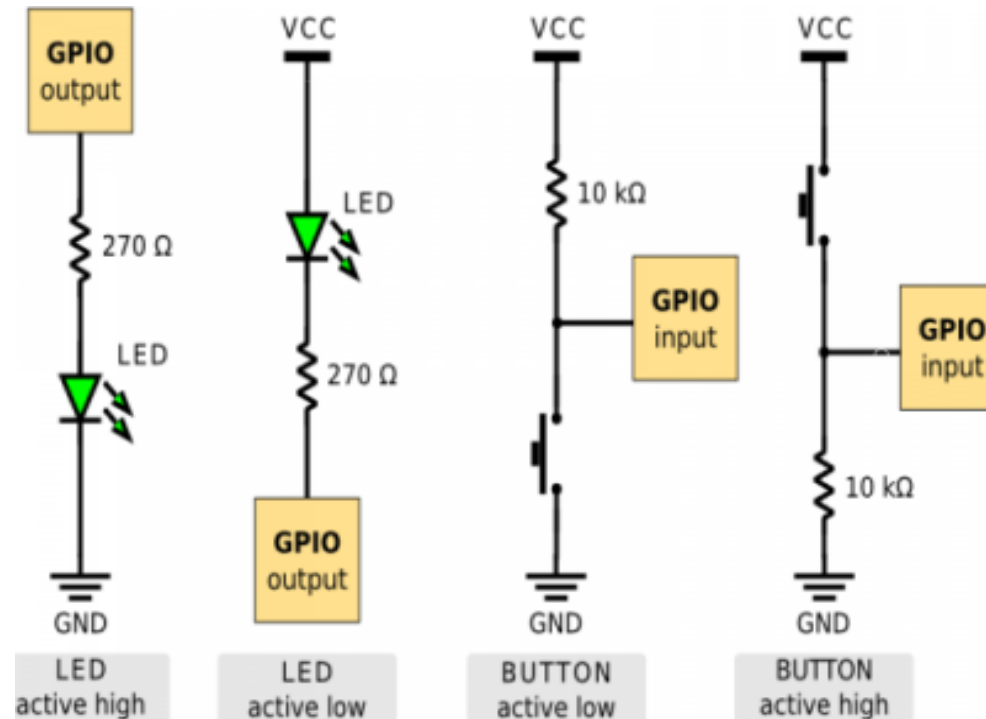 GPIO
output
270 Ω
LED
GND
LED
active high
VCC
LED
270 Ω
GPIO
output
LED
active low
VCC
10 kΩ
GPIO
input
GND
BUTTON
active low
VCC
GPIO
input
10 kΩ
GND
BUTTON
active high